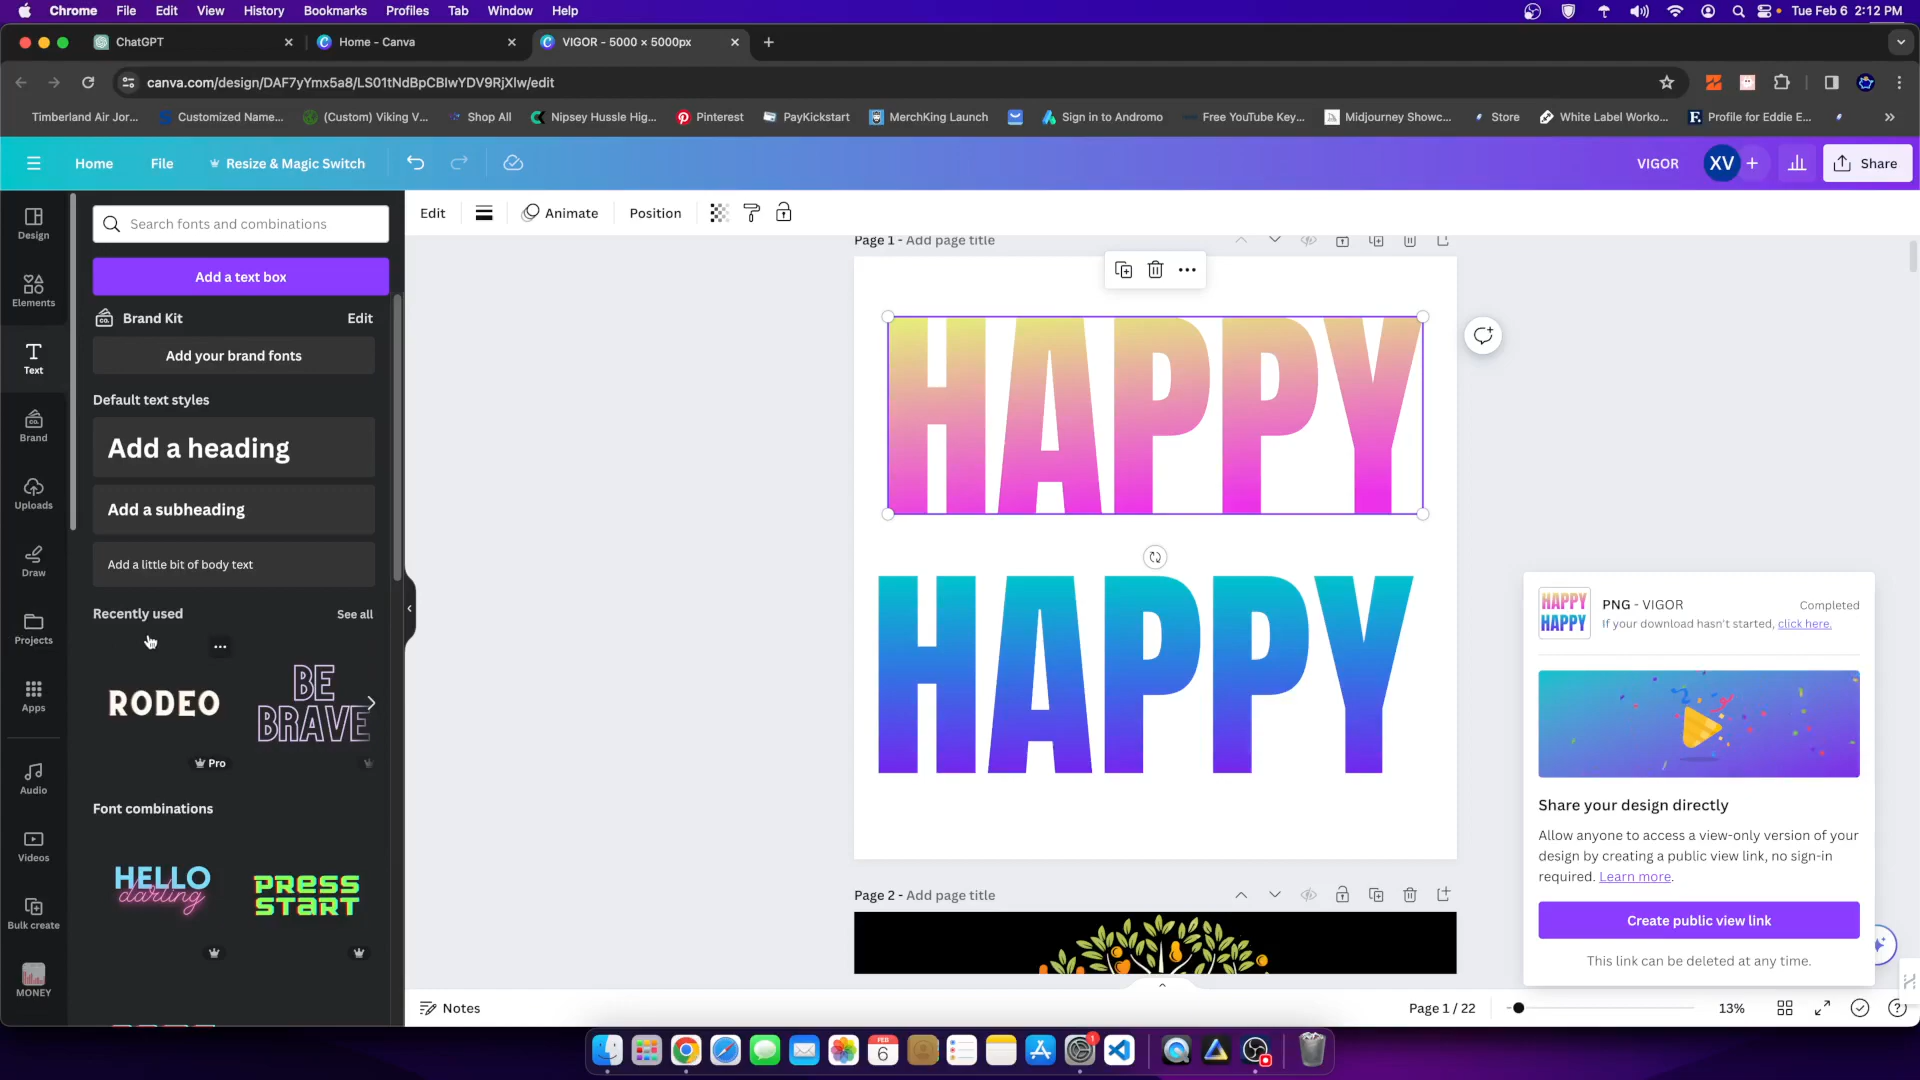 Chrome File Edit View History Bookmarks Profiles Tab Window Help Tue Feb 6 2:12 PM
ChatGPT Home - Canva VIGOR - 5000 × 5000px
canva.com/design/DAF7yYmx5a8/LS01tNdBpCBIwYDV9RjXIw/edit
Timberland Air Jor... Customized Name... (Custom) Viking V... Shop All Nipsey Hussle Hig... Pinterest PayKickstart MerchKing Launch Sign in to Andromo Free YouTube Key... Midjourney Showc... Store White Label Worko... Profile for Eddie E...
Home File Resize & Magic Switch VIGOR XV Share
Design
Elements
Text
Brand
Uploads
Draw
Projects
Apps
Audio
Videos
Bulk create
MONEY
Search fonts and combinations
Add a text box
Brand Kit Edit
Add your brand fonts
Default text styles
Add a heading
Add a subheading
Add a little bit of body text
Recently used See all
RODEO
BE
BRAVE
Pro
Font combinations
HELLO
darling
PRESS
START
Edit Animate Position
Page 1 - Add page title
HAPPY
HAPPY
Page 2 - Add page title
HAPPY
HAPPY
PNG - VIGOR Completed
If your download hasn't started, click here.
Share your design directly
Allow anyone to access a view-only version of your
design by creating a public view link, no sign-in
required. Learn more.
Create public view link
This link can be deleted at any time.
Notes Page 1 / 22 13%
FEB
6
1